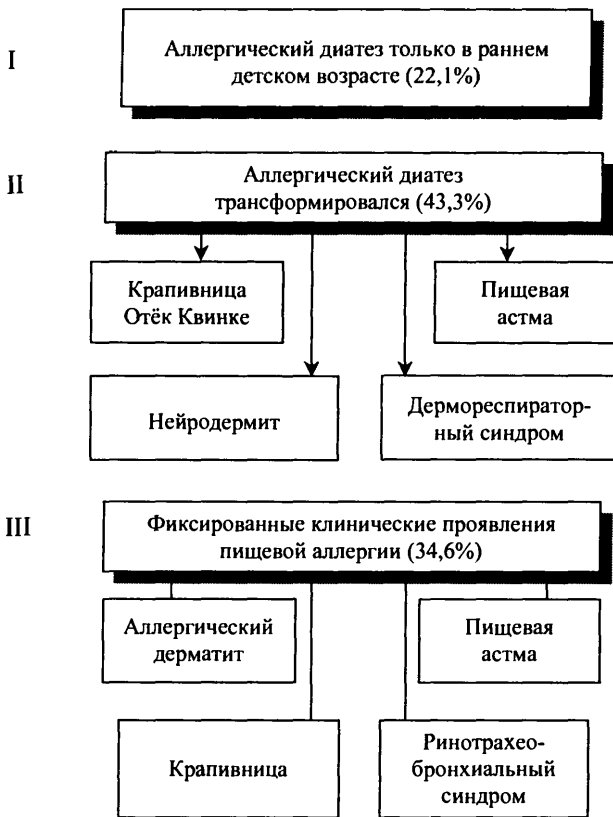 I
Аллергический диатез только в раннем
детском возрасте (22,1%)
II
Аллергический диатез
трансформировался (43,3%)
Крапивница
Отёк Квинке
Пищевая
астма
Нейродермит
Дермореспиратор-
ный синдром
III
Фиксированные клинические проявления
пищевой аллергии (34,6%)
Аллергический
дерматит
Пищевая
астма
Крапивница
Ринотрахео-
бронхиальный
синдром